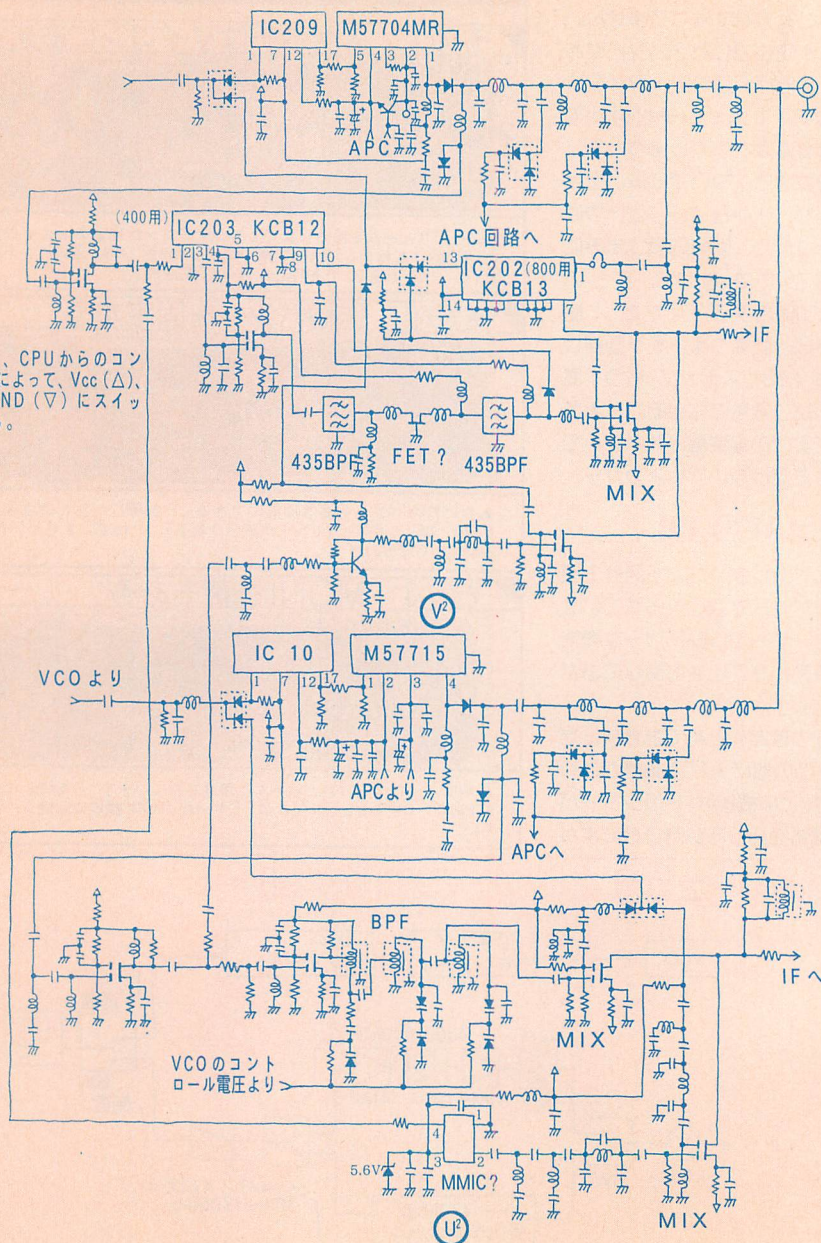 IC209
M57704MR
1 7 12 17 5 4 3 2 1
APC
(400用)
IC203 KCB12
1 2 3 4 5 6 7 8 9 10
APC回路へ
13
IC202(800用)
KCB13
1
14
7
IF
、CPUからのコン
によって、Vcc(△)、
ND(▽)にスイッ
。
435BPF
FET?
435BPF
MIX
V²
IC 10
M57715
VCOより
1 7 12 17 1 2 3 4
APCより
APCへ
BPF
IFへ
MIX
VCOのコント
ロール電圧より
4
1
5.6V
3
2
MMIC?
MIX
U²